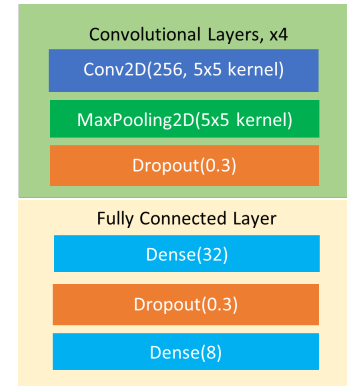 Convolutional Layers, x4
Conv2D(256, 5x5 kernel)
MaxPooling2D(5x5 kernel)
Dropout(0.3)
Fully Connected Layer
Dense(32)
Dropout(0.3)
Dense(8)